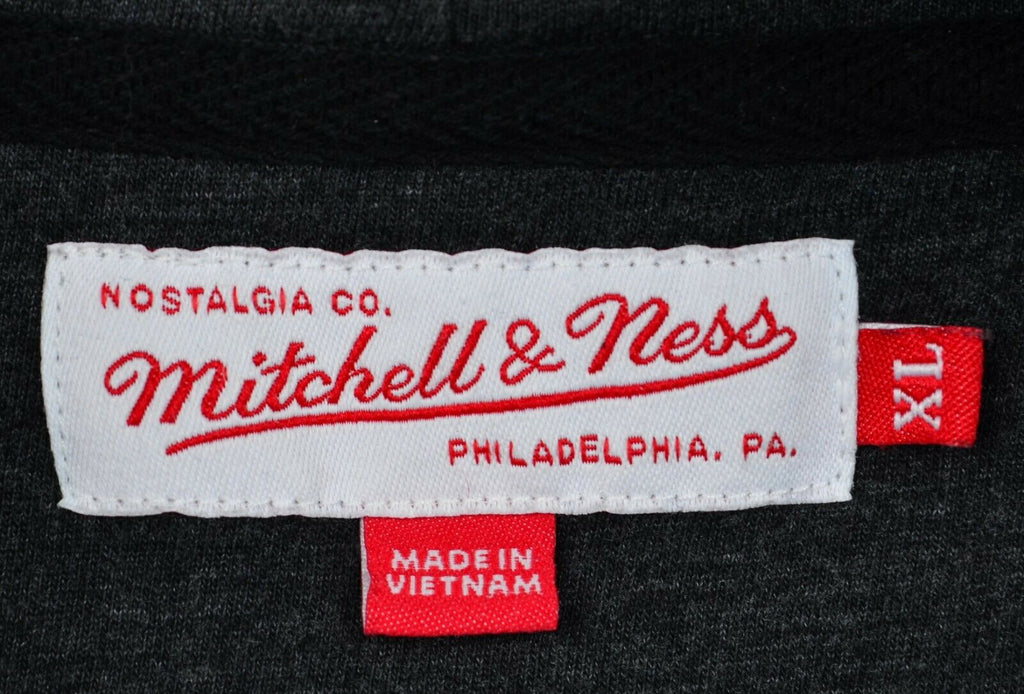 NOSTALGIA CO.
Mitchell & Ness
PHILADELPHIA, PA.
XL
MADE IN
VIETNAM